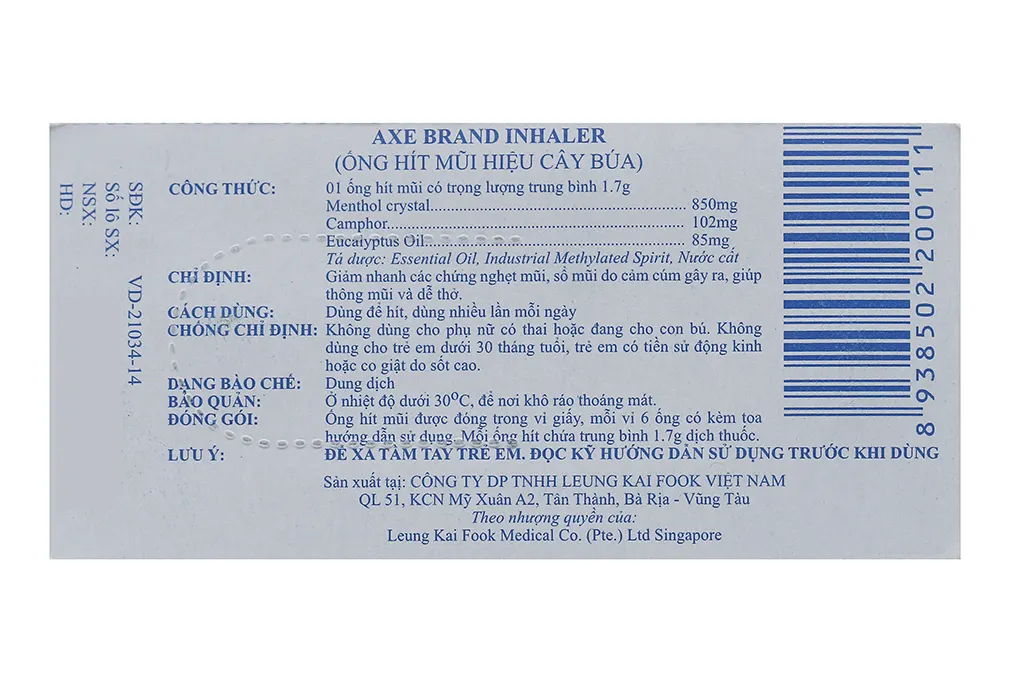 AXE BRAND INHALER
(ỐNG HÍT MŨI HIỆU CÂY BÚA)
CÔNG THỨC: 01 ống hít mũi có trọng lượng trung bình 1.7g
Menthol crystal........................................................ 850mg
Camphor.................................................................. 102mg
Eucalyptus Oil......................................................... 85mg
Tá dược: Essential Oil, Industrial Methylated Spirit, Nước cất
CHỈ ĐỊNH: Giảm nhanh các chứng nghẹt mũi, sổ mũi do cảm cúm gây ra, giúp
thông mũi và dễ thở.
CÁCH DÙNG: Dùng để hít, dùng nhiều lần mỗi ngày
CHỐNG CHỈ ĐỊNH: Không dùng cho phụ nữ có thai hoặc đang cho con bú. Không
dùng cho trẻ em dưới 30 tháng tuổi, trẻ em có tiền sử động kinh
hoặc co giật do sốt cao.
DẠNG BÀO CHẾ: Dung dịch
BẢO QUẢN: Ở nhiệt độ dưới 30ºC, để nơi khô ráo thoáng mát.
ĐÓNG GÓI: Ống hít mũi được đóng trong vỉ giấy, mỗi vỉ 6 ống có kèm toa
hướng dẫn sử dụng. Mỗi ống hít chứa trung bình 1.7g dịch thuốc.
LƯU Ý: ĐỂ XA TẦM TAY TRẺ EM. ĐỌC KỸ HƯỚNG DẪN SỬ DỤNG TRƯỚC KHI DÙNG
Sản xuất tại: CÔNG TY DP TNHH LEUNG KAI FOOK VIỆT NAM
QL 51, KCN Mỹ Xuân A2, Tân Thành, Bà Rịa - Vũng Tàu
Theo nhượng quyền của:
Leung Kai Fook Medical Co. (Pte.) Ltd Singapore
SĐK: VD-21034-14
Số lô SX:
NSX:
HD:
8 938502 200111